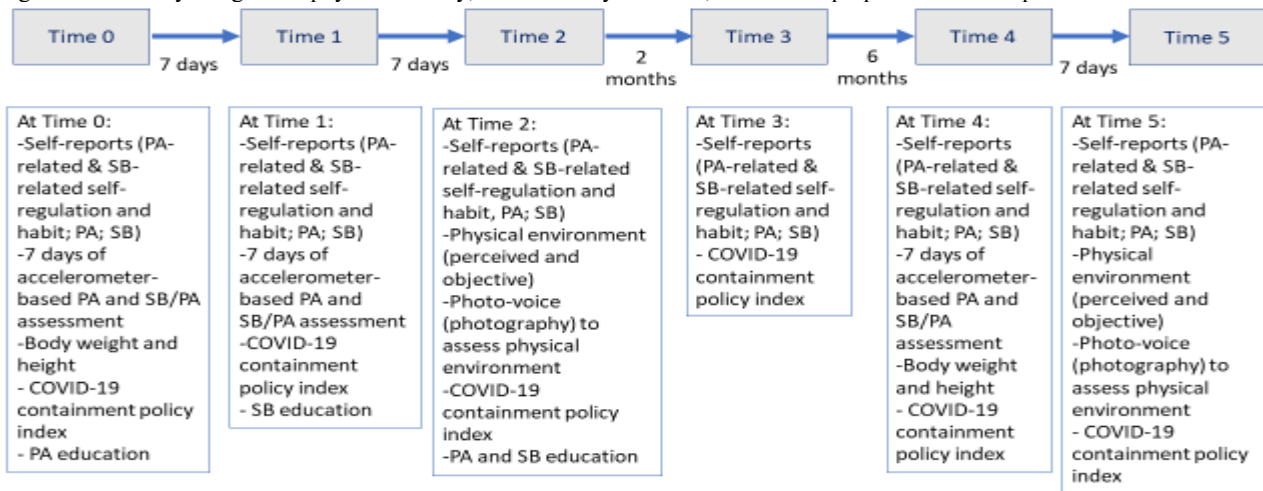 Time 0
Time 1
Time 2
Time 3
Time 4
Time 5
7 days
7 days
2
months
6
months
7 days
At Time 0:
-Self-reports (PA-
related & SB-
related self-
regulation and
habit; PA; SB)
-7 days of
accelerometer-
based PA and SB/PA
assessment
-Body weight and
height
- COVID-19
containment policy
index
- PA education
At Time 1:
-Self-reports (PA-
related & SB-
related self-
regulation and
habit; PA; SB)
-7 days of
accelerometer-
based PA and
SB/PA assessment
-COVID-19
containment
policy index
- SB education
At Time 2:
-Self-reports (PA-
related & SB-related
self-regulation and
habit, PA; SB)
-Physical environment
(perceived and
objective)
-Photo-voice
(photography) to
assess physical
environment
-COVID-19
containment policy
index
-PA and SB education
At Time 3:
-Self-reports
(PA-related &
SB-related self-
regulation and
habit; PA; SB)
- COVID-19
containment
policy index
At Time 4:
-Self-reports
(PA-related &
SB-related self-
regulation and
habit; PA; SB)
-7 days of
accelerometer-
based PA and
SB/PA
assessment
-Body weight
and height
- COVID-19
containment
policy index
At Time 5:
-Self-reports (PA-
related & SB-
related self-
regulation and
habit; PA; SB)
-Physical
environment
(perceived and
objective)
-Photo-voice
(photography) to
assess physical
environment
- COVID-19
containment policy
index